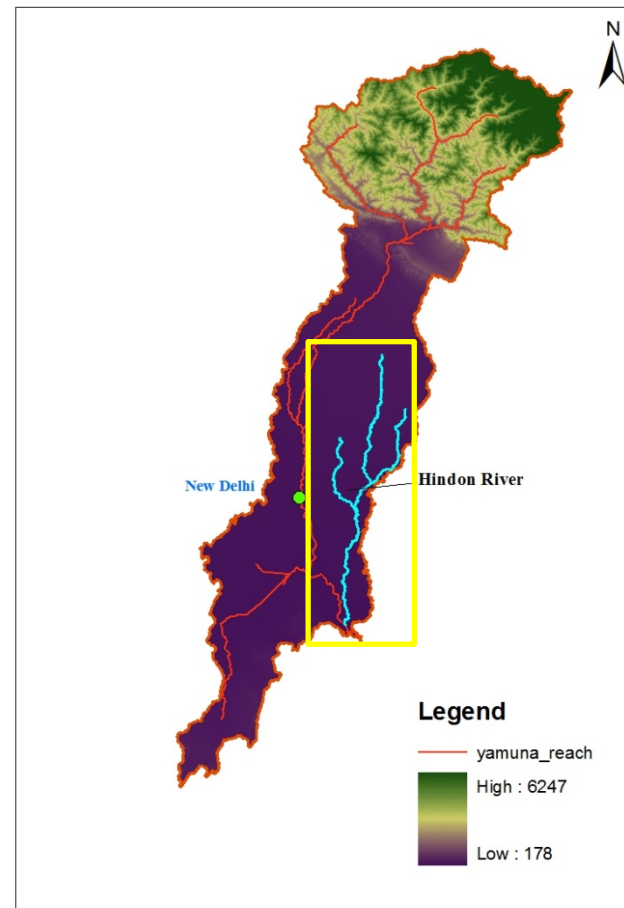 N
New Delhi
Hindon River
Legend
yamuna_reach
High : 6247
Low : 178